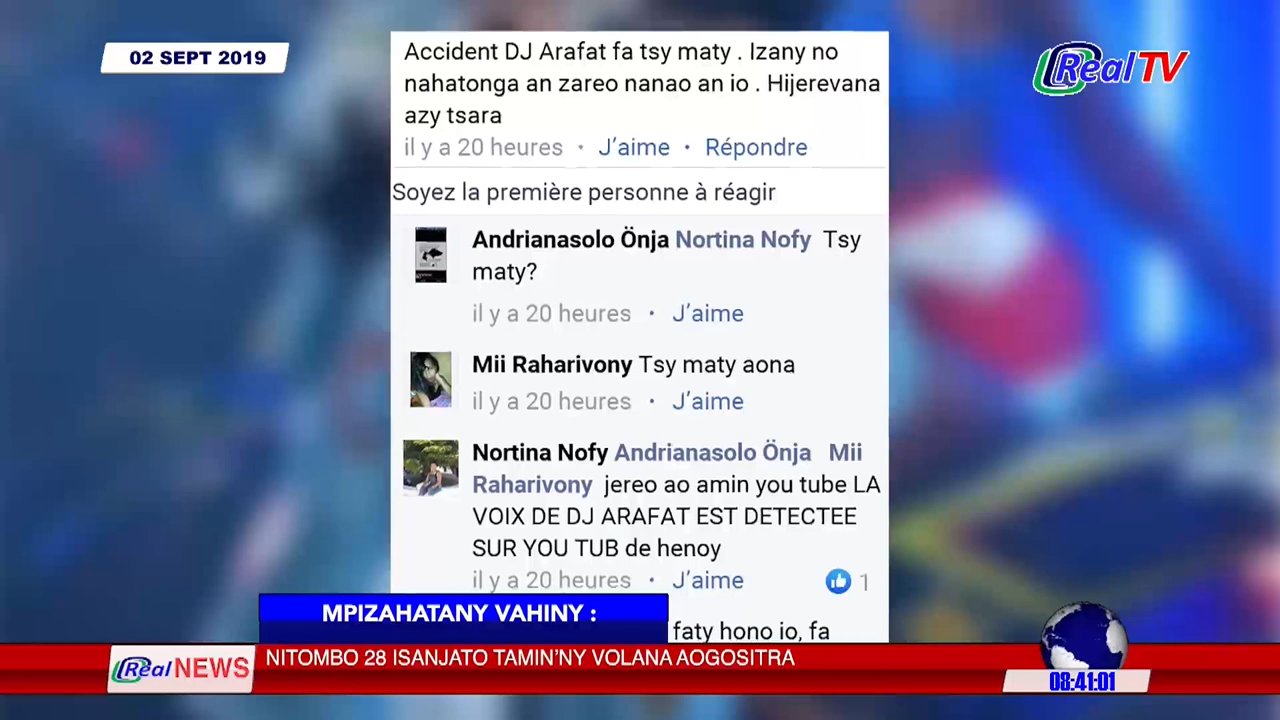 02 SEPT 2019
Real TV
Accident DJ Arafat fa tsy maty . Izany no
nahatonga an zareo nanao an io . Hijerevana
azy tsara
il y a 20 heures · J’aime · Répondre
Soyez la première personne à réagir
Andrianasolo Önja Nortina Nofy Tsy
maty?
il y a 20 heures · J’aime
Mii Raharivony Tsy maty aona
il y a 20 heures · J’aime
Nortina Nofy Andrianasolo Önja Mii
Raharivony jereo ao amin you tube LA
VOIX DE DJ ARAFAT EST DETECTEE
SUR YOU TUB de henoy
il y a 20 heures · J’aime 1
faty hono io, fa
MPIZAHATANY VAHINY :
Real NEWS
NITOMBO 28 ISANJATO TAMIN’NY VOLANA AOGOSITRA
08:41:01